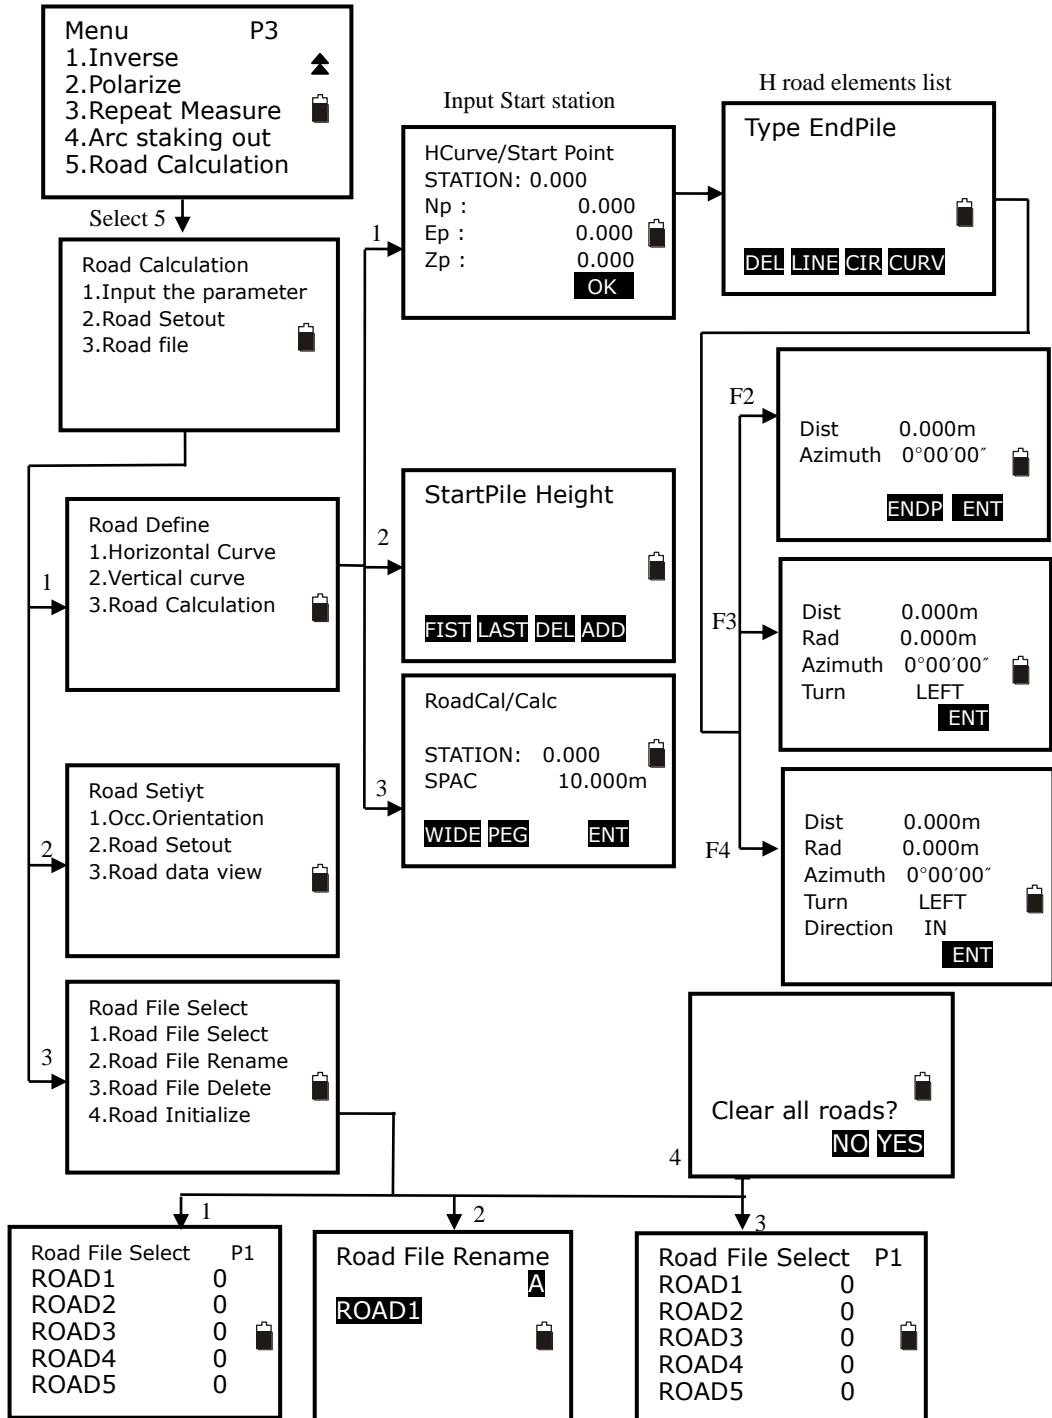 Menu P3
1.Inverse
2.Polarize
3.Repeat Measure
4.Arc staking out
5.Road Calculation
Select 5
Road Calculation
1.Input the parameter
2.Road Setout
3.Road file
Input Start station
1
HCurve/Start Point
STATION: 0.000
Np : 0.000
Ep : 0.000
Zp : 0.000
OK
H road elements list
Type EndPile
DEL LINE CIR CURV
F2
Dist 0.000m
Azimuth 0°00′00″
ENDP ENT
F3
Dist 0.000m
Rad 0.000m
Azimuth 0°00′00″
Turn LEFT
ENT
F4
Dist 0.000m
Rad 0.000m
Azimuth 0°00′00″
Turn LEFT
Direction IN
ENT
1
Road Define
1.Horizontal Curve
2.Vertical curve
3.Road Calculation
2
StartPile Height
FIST LAST DEL ADD
3
RoadCal/Calc
STATION: 0.000
SPAC 10.000m
WIDE PEG ENT
2
Road Setiyt
1.Occ.Orientation
2.Road Setout
3.Road data view
3
Road File Select
1.Road File Select
2.Road File Rename
3.Road File Delete
4.Road Initialize
4
Clear all roads?
NO YES
1
Road File Select P1
ROAD1 0
ROAD2 0
ROAD3 0
ROAD4 0
ROAD5 0
2
Road File Rename
A
ROAD1
3
Road File Select P1
ROAD1 0
ROAD2 0
ROAD3 0
ROAD4 0
ROAD5 0